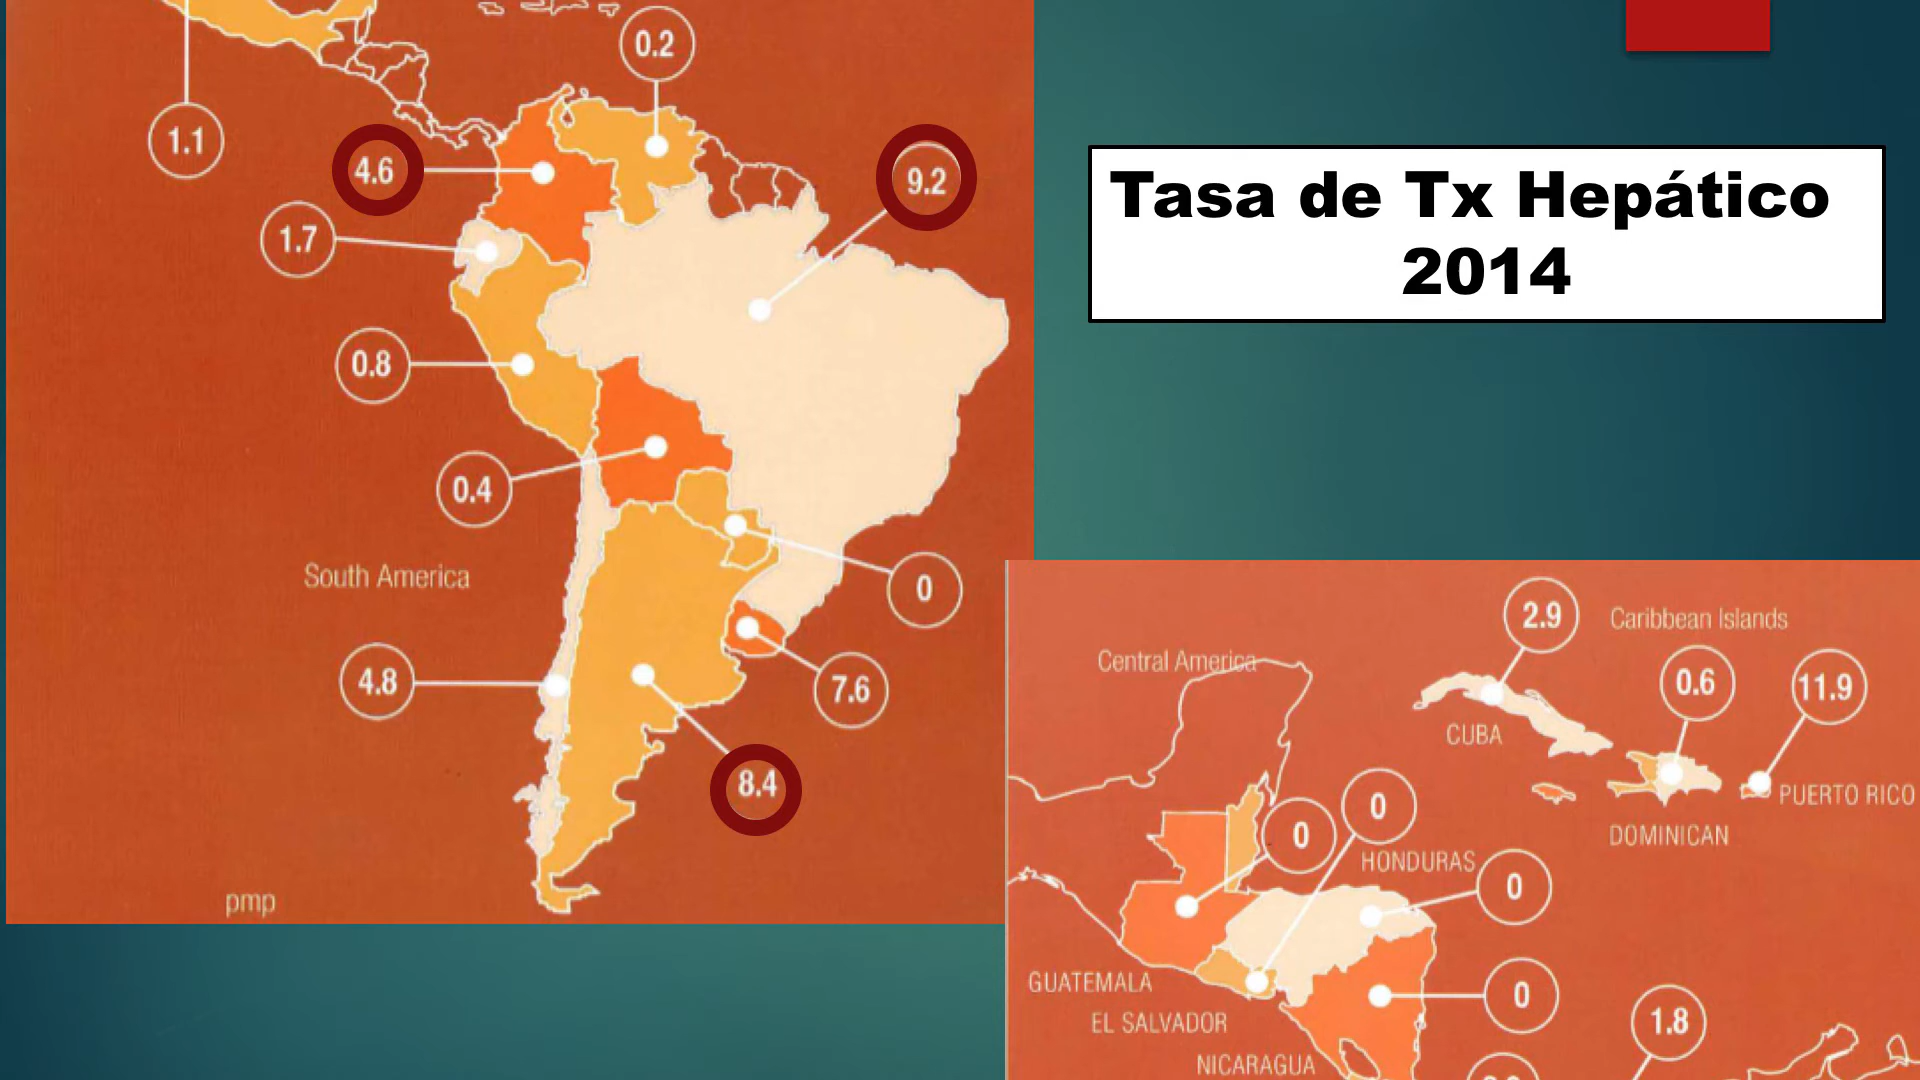 0.2
1.1
4.6
9.2
1.7
0.8
0.4
South America
0
4.8
7.6
8.4
pmp
Tasa de Tx Hepático
2014
2.9
Caribbean Islands
Central America
0.6
11.9
CUBA
PUERTO RICO
0
0
DOMINICAN
HONDURAS
0
GUATEMALA
0
EL SALVADOR
1.8
NICARAGUA